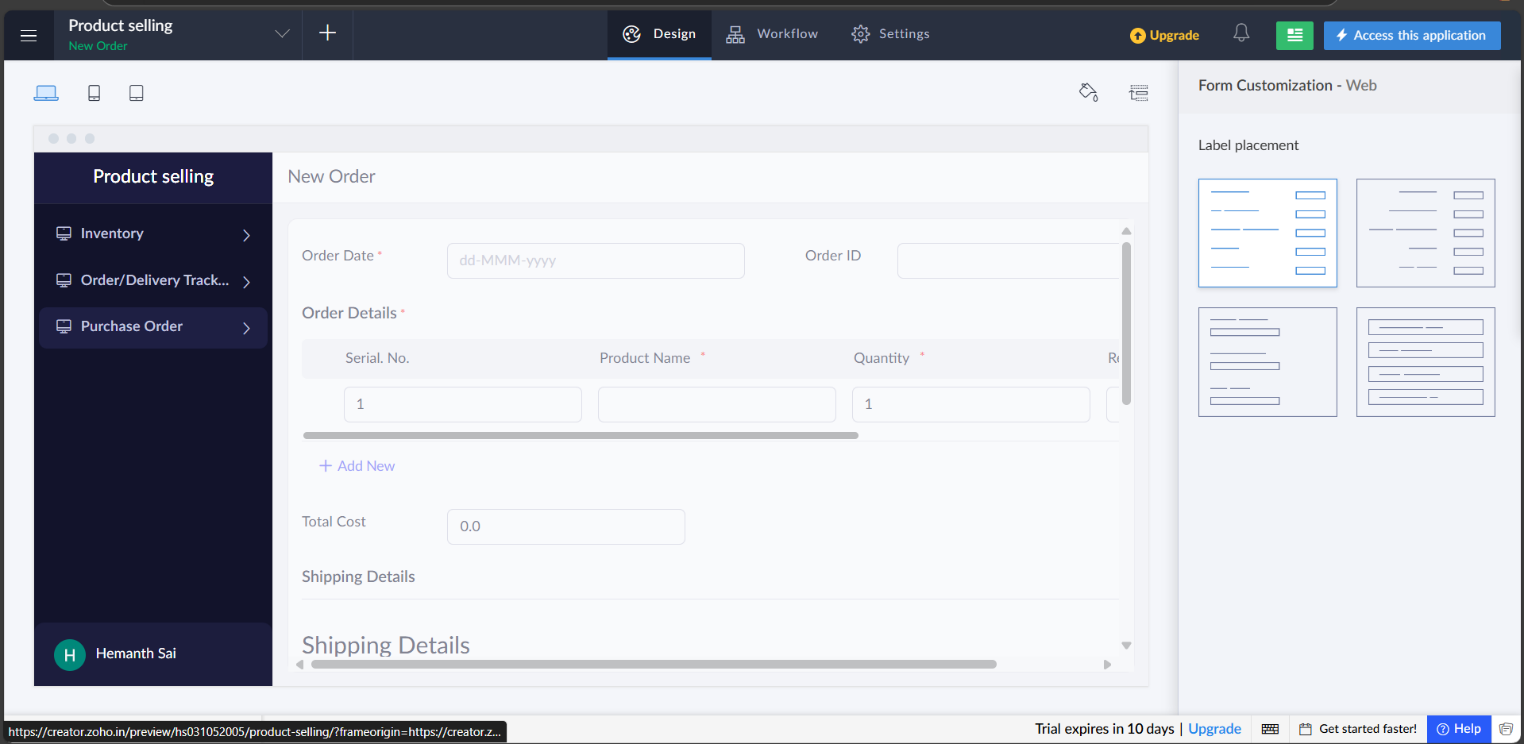 Product selling
New Order
Design
Workflow
Settings
Upgrade
Access this application
Form Customization - Web
Label placement
Product selling
Inventory
Order/Delivery Track...
Purchase Order
Hemanth Sai
H
New Order
Order Date *
dd-MMM-yyyy
Order ID
Order Details *
Serial. No.
Product Name *
Quantity *
1
1
+ Add New
Total Cost
0.0
Shipping Details
Shipping Details
https://creator.zoho.in/preview/hs031052005/product-selling/?frameorigin=https://creator.z...
Trial expires in 10 days | Upgrade
Get started faster!
Help